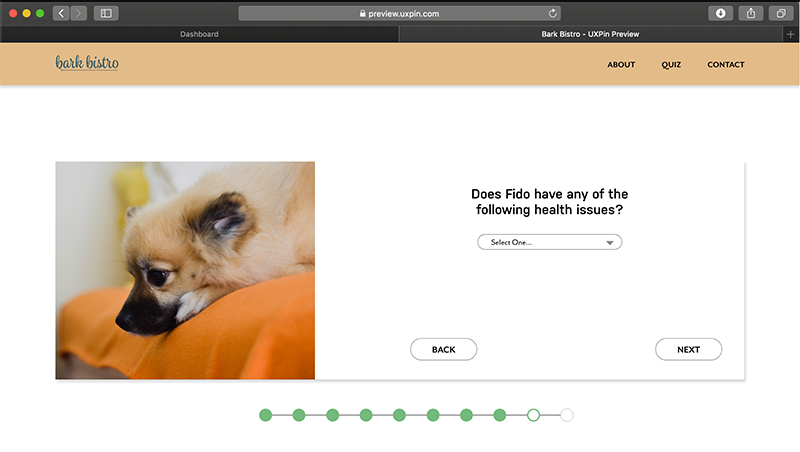 preview.uxpin.com
Dashboard
Bark Bistro - UXPin Preview
bark bistro
ABOUT
QUIZ
CONTACT
Does Fido have any of the
following health issues?
Select One...
BACK
NEXT